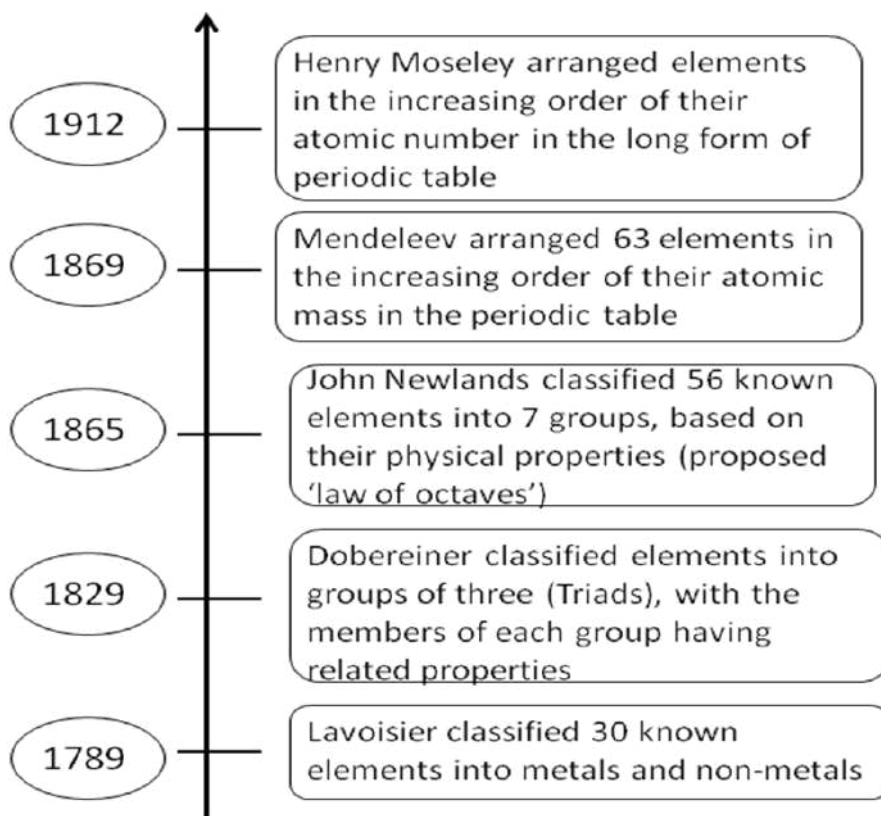 1912
Henry Moseley arranged elements
in the increasing order of their
atomic number in the long form of
periodic table
1869
Mendeleev arranged 63 elements in
the increasing order of their atomic
mass in the periodic table
1865
John Newlands classified 56 known
elements into 7 groups, based on
their physical properties (proposed
‘law of octaves’)
1829
Dobereiner classified elements into
groups of three (Triads), with the
members of each group having
related properties
1789
Lavoisier classified 30 known
elements into metals and non-metals